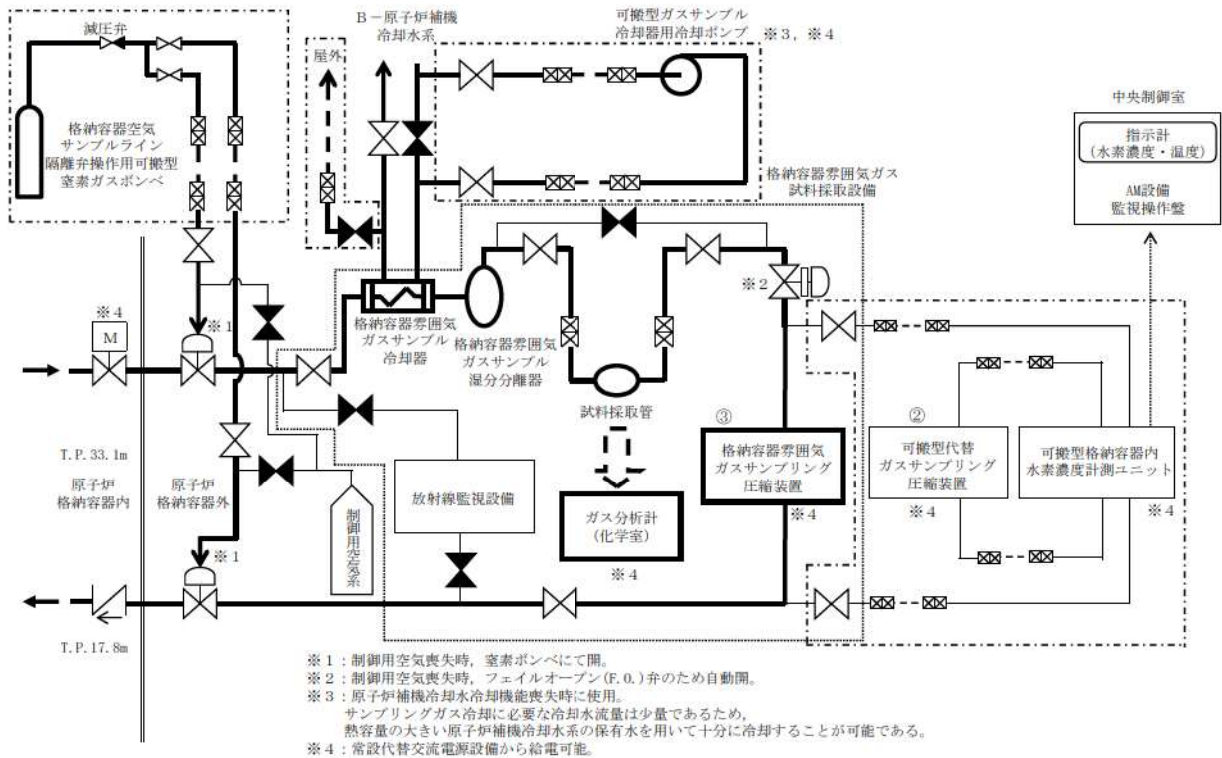 減圧弁
格納容器空気
サンプルライン
隔離弁操作用可搬型
窒素ガスボンベ
屋外
B-原子炉補機
冷却水系
可搬型ガスサンプル
冷却器用冷却ポンプ
※3,※4
格納容器雰囲気ガス
試料採取設備
中央制御室
指示計
(水素濃度・温度)
AM設備
監視操作盤
※4
M
※1
※2
格納容器雰囲気
ガスサンプル
冷却器
格納容器雰囲気
ガスサンプル
湿分分離器
試料採取管
T.P.33.1m
原子炉
格納容器内
原子炉
格納容器外
制御用空気系
放射線監視設備
ガス分析計
(化学室)
※4
③
格納容器雰囲気
ガスサンプリング
圧縮装置
※4
②
可搬型代替
ガスサンプリング
圧縮装置
※4
可搬型格納容器内
水素濃度計測ユニット
※4
※1
T.P.17.8m
※1:制御用空気喪失時,窒素ボンベにて開。
※2:制御用空気喪失時,フェイルオープン(F.O.)弁のため自動開。
※3:原子炉補機冷却水冷却機能喪失時に使用。
サンプリングガス冷却に必要な冷却水流量は少量であるため,
熱容量の大きい原子炉補機冷却水系の保有水を用いて十分に冷却することが可能である。
※4:常設代替交流電源設備から給電可能。